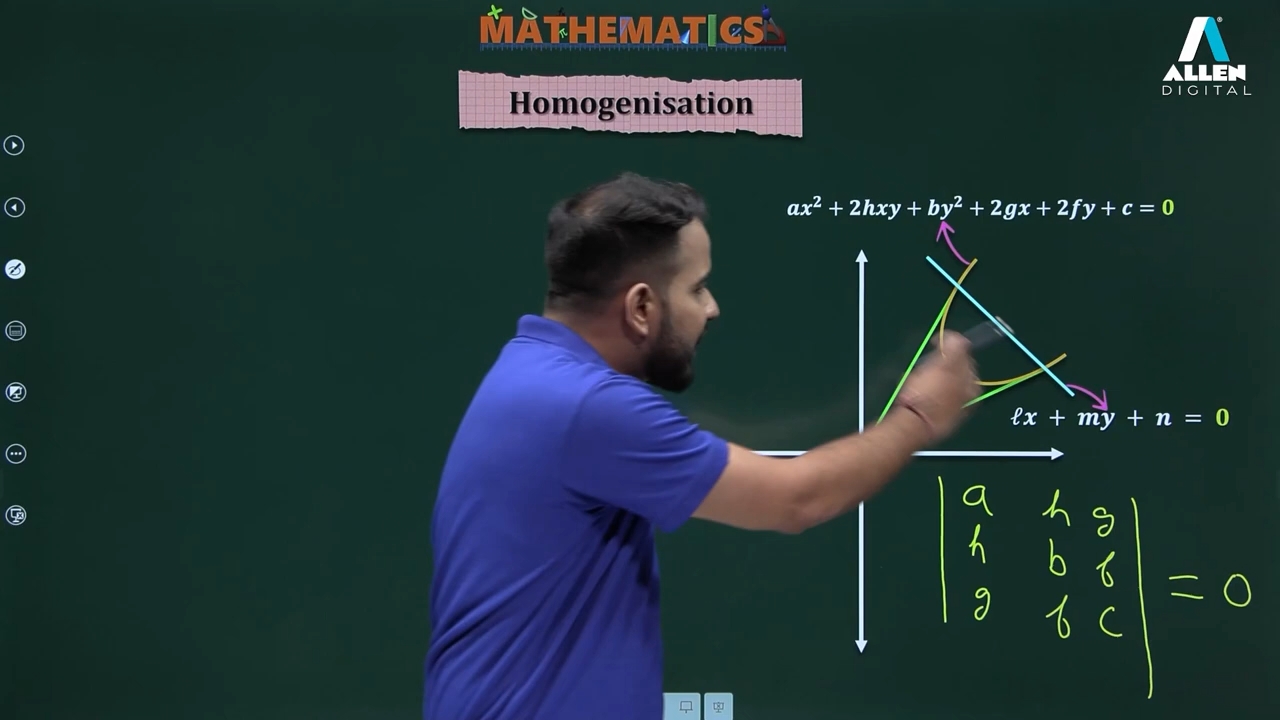 MATHEMATICS
ALLEN
DIGITAL
Homogenisation
ax² + 2hxy + by² + 2gx + 2fy + c = 0
ℓx + my + n = 0
| a h g |
| h b f | = 0
| g f c |